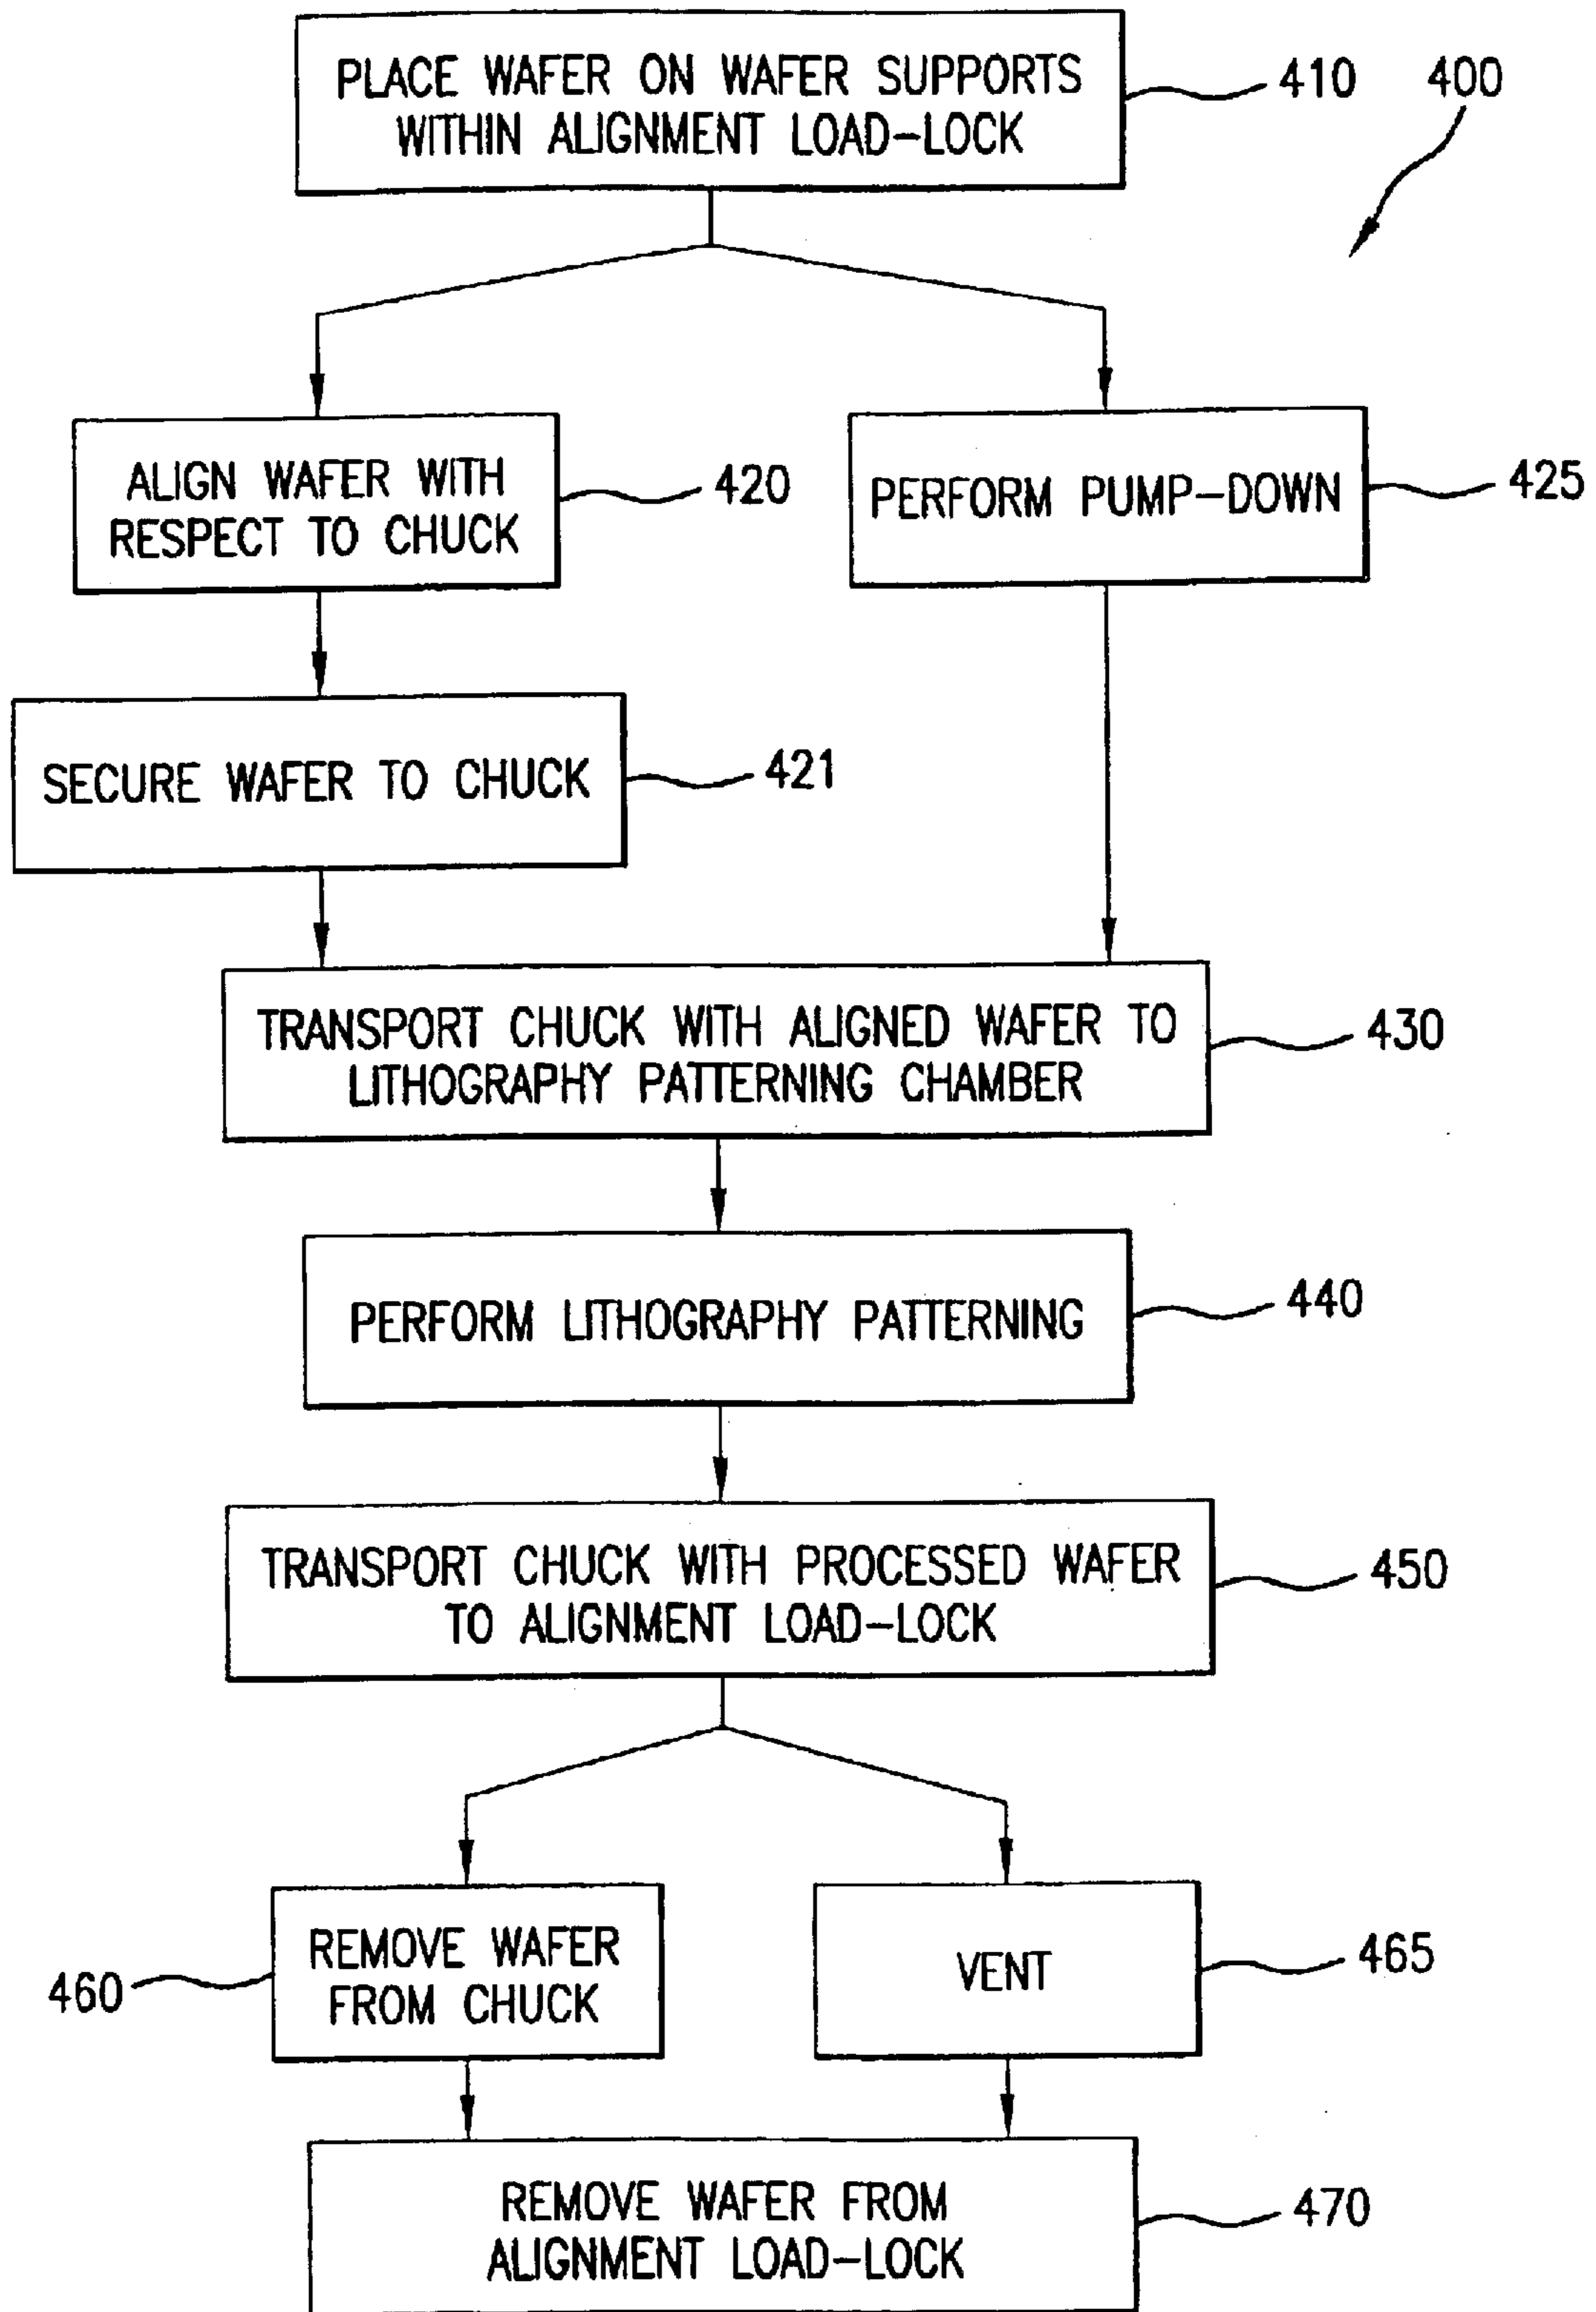 PLACE WAFER ON WAFER SUPPORTS
WITHIN ALIGNMENT LOAD-LOCK
410
400
ALIGN WAFER WITH
RESPECT TO CHUCK
420
PERFORM PUMP-DOWN
425
SECURE WAFER TO CHUCK
421
TRANSPORT CHUCK WITH ALIGNED WAFER TO
LITHOGRAPHY PATTERNING CHAMBER
430
PERFORM LITHOGRAPHY PATTERNING
440
TRANSPORT CHUCK WITH PROCESSED WAFER
TO ALIGNMENT LOAD-LOCK
450
460
REMOVE WAFER
FROM CHUCK
VENT
465
REMOVE WAFER FROM
ALIGNMENT LOAD-LOCK
470